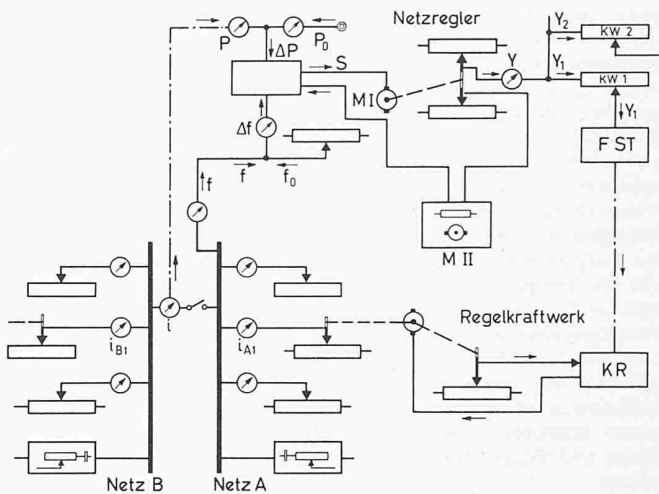 Netzregler
Y2
KW 2
P
P0
ΔP
S
Y
Y1
KW 1
M I
Y1
Δf
F ST
f
f
f0
M II
i
Regelkraftwerk
iB1
iA1
KR
Netz B
Netz A